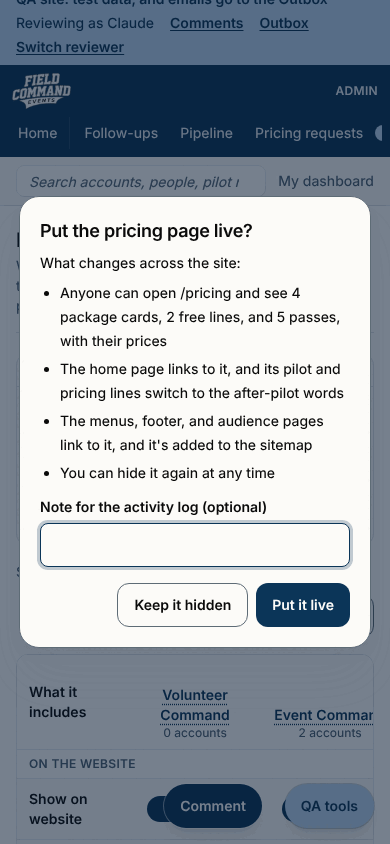 QA site: test data, and emails go to the Outbox
Reviewing as Claude Comments Outbox
Switch reviewer
FIELD COMMAND EVENTS
ADMIN
Home Follow-ups Pipeline Pricing requests
Search accounts, people, pilot r
My dashboard
Put the pricing page live?
What changes across the site:
• Anyone can open /pricing and see 4
package cards, 2 free lines, and 5 passes,
with their prices
• The home page links to it, and its pilot and
pricing lines switch to the after-pilot words
• The menus, footer, and audience pages
link to it, and it's added to the sitemap
• You can hide it again at any time
Note for the activity log (optional)
Keep it hidden Put it live
What it
includes
Volunteer
Command
0 accounts
Event Comman
2 accounts
ON THE WEBSITE
Show on
website
Comment QA tools